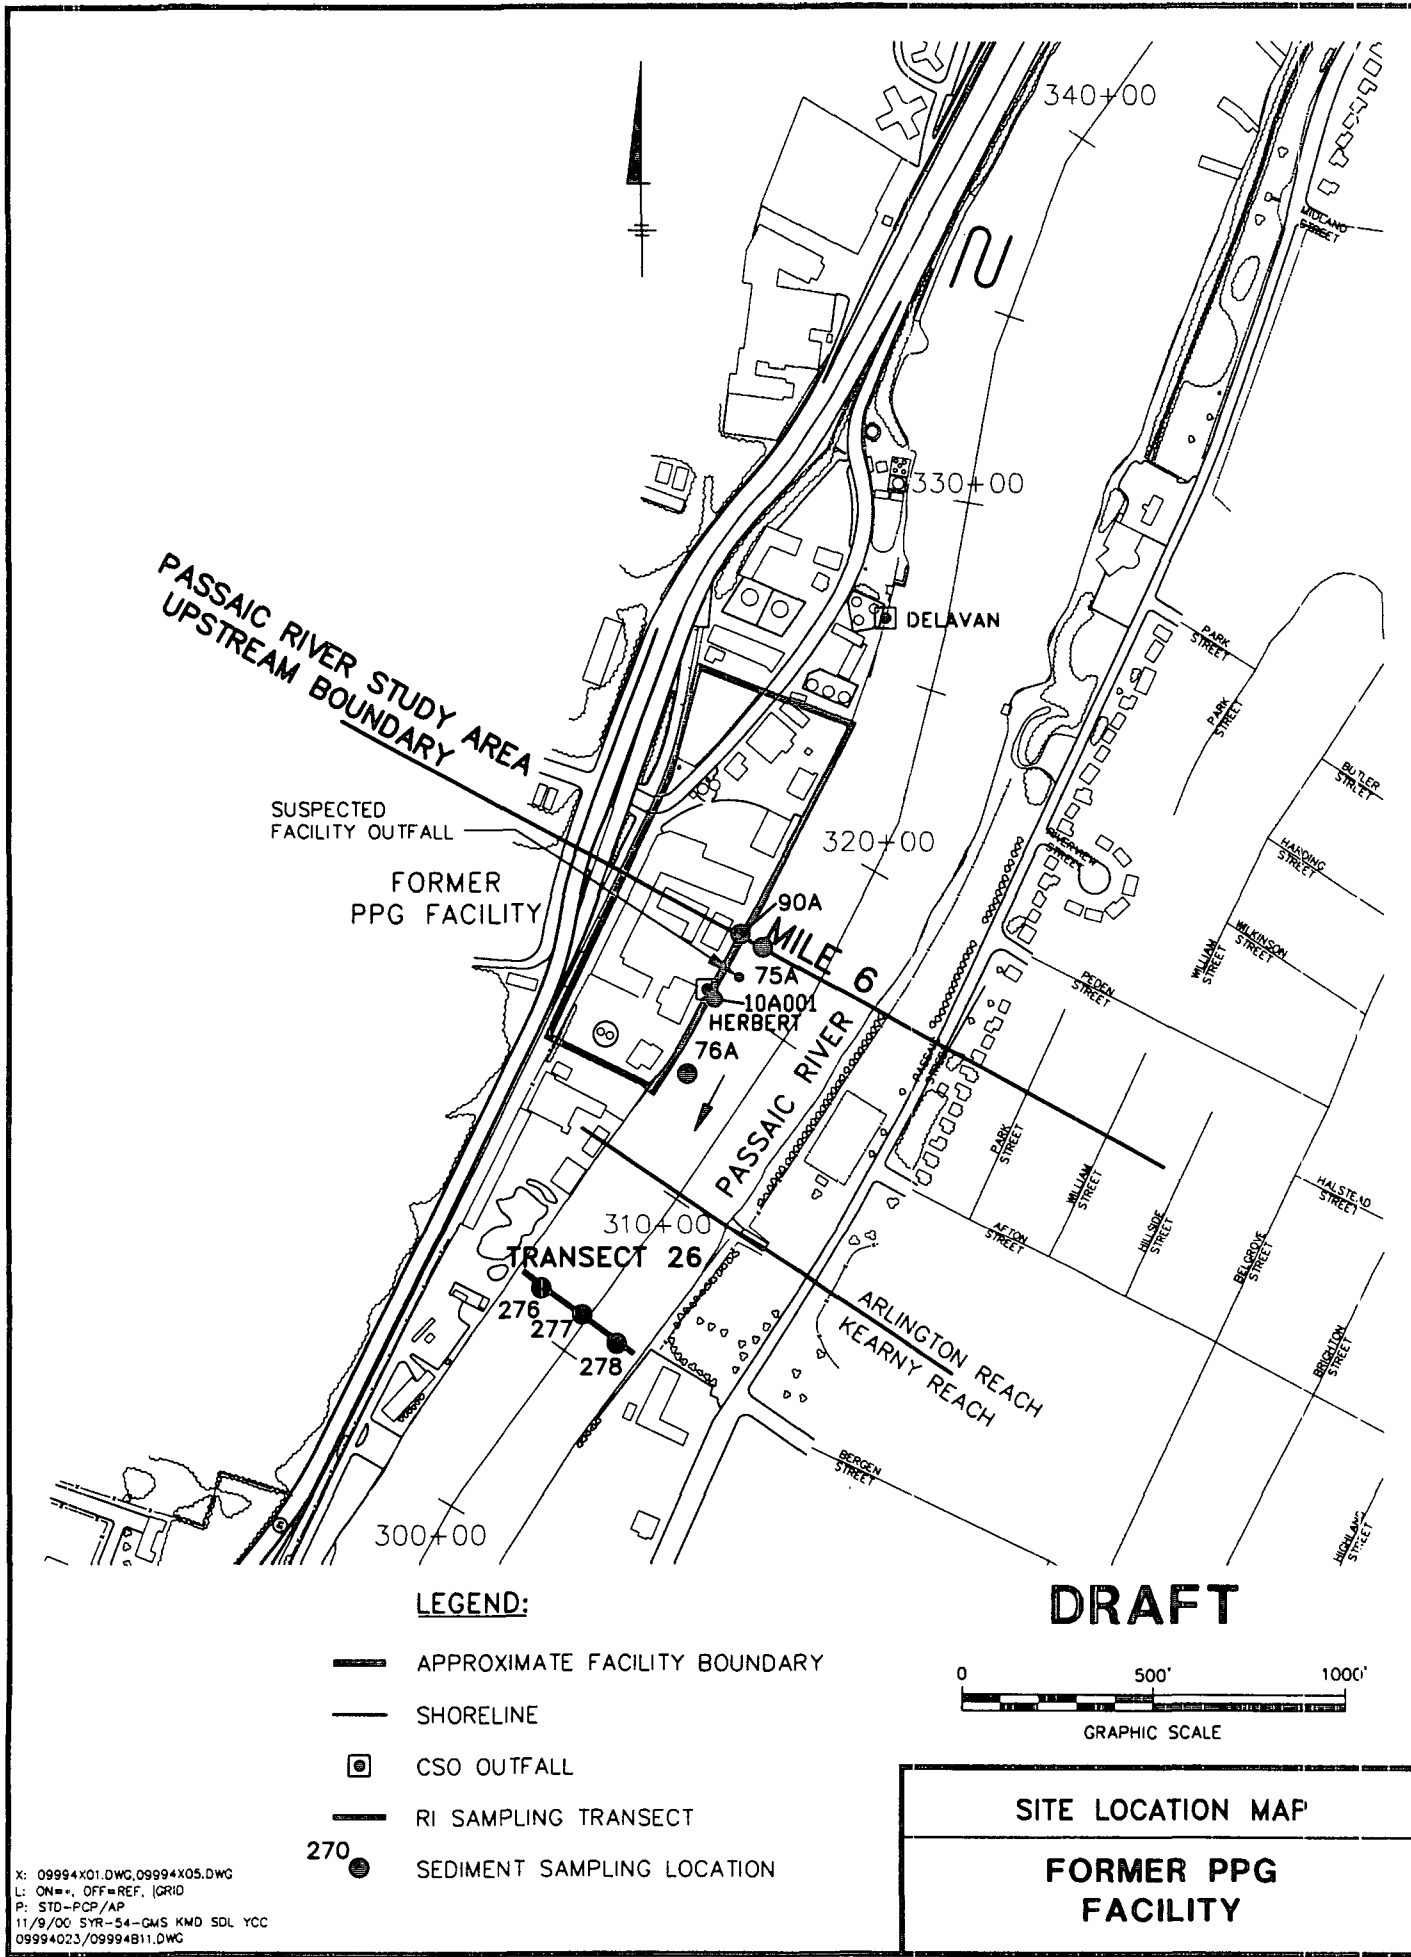 340+00
MIDLAND
STREET
330+00
PASSAIC RIVER STUDY AREA
UPSTREAM BOUNDARY
DELAVAN
PARK
STREET
PARK
STREET
BUTLER
STREET
SUSPECTED
FACILITY OUTFALL
320+00
RIVERVIEW
STREET
HARDING
STREET
FORMER
PPG FACILITY
90A
MILE 6
WILKINSON
STREET
WILLIAM
STREET
75A
PEDEN
STREET
10A001
HERBERT
76A
PASSAIC RIVER
PASSAIC
STREET
PARK
STREET
WILLIAM
STREET
HALSTEAD
STREET
310+00
AFTON
STREET
HILLSIDE
STREET
BELGROVE
STREET
TRANSECT 26
276
277
278
ARLINGTON REACH
KEARNY REACH
BRIGHTON
STREET
BERGEN
STREET
300+00
HIGHLAND
STREET
LEGEND:
DRAFT
APPROXIMATE FACILITY BOUNDARY
SHORELINE
CSO OUTFALL
RI SAMPLING TRANSECT
270
SEDIMENT SAMPLING LOCATION
0 500' 1000'
GRAPHIC SCALE
SITE LOCATION MAP
FORMER PPG
FACILITY
X: 09994X01.DWG,09994X05.DWG
L: ON=*, OFF=REF, |GRID
P: STD-PCP/AP
11/9/00 SYR-54-GMS KMD SDL YCC
09994023/09994B11.DWG